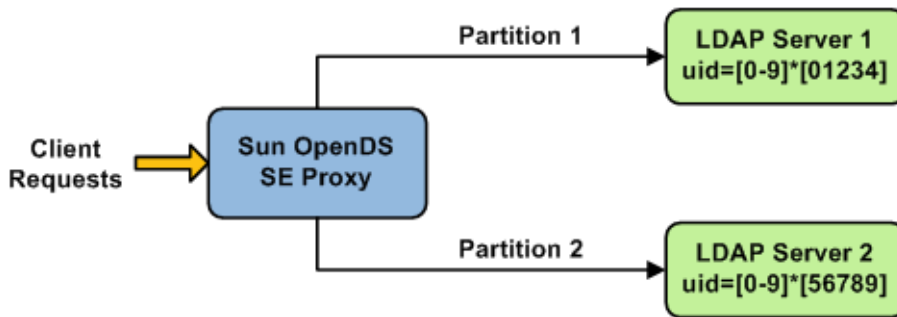 Partition 1
LDAP Server 1
uid=[0-9]*[01234]
Client
Requests
Sun OpenDS
SE Proxy
Partition 2
LDAP Server 2
uid=[0-9]*[56789]